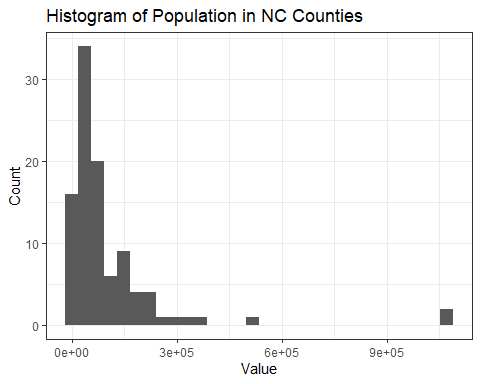 Histogram of Population in NC Counties
30
20
10
0
Count
0e+00 3e+05 6e+05 9e+05
Value